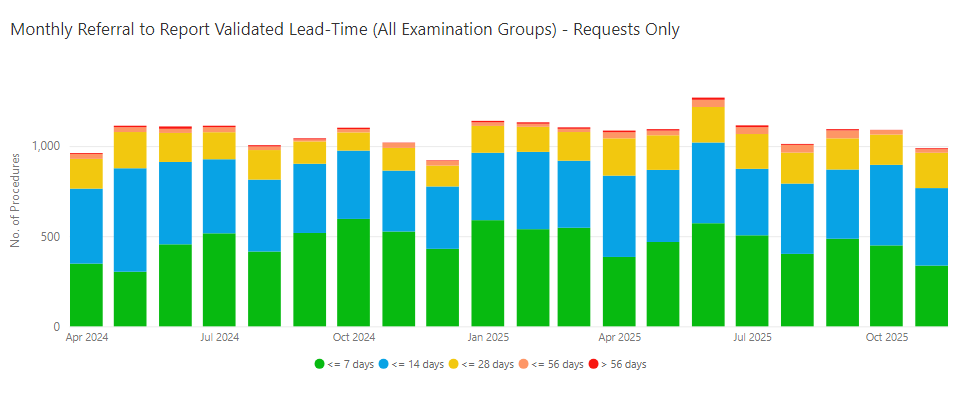 Monthly Referral to Report Validated Lead-Time (All Examination Groups) - Requests Only
No. of Procedures
1,000
500
0
Apr 2024 Jul 2024 Oct 2024 Jan 2025 Apr 2025 Jul 2025 Oct 2025
<= 7 days <= 14 days <= 28 days <= 56 days > 56 days